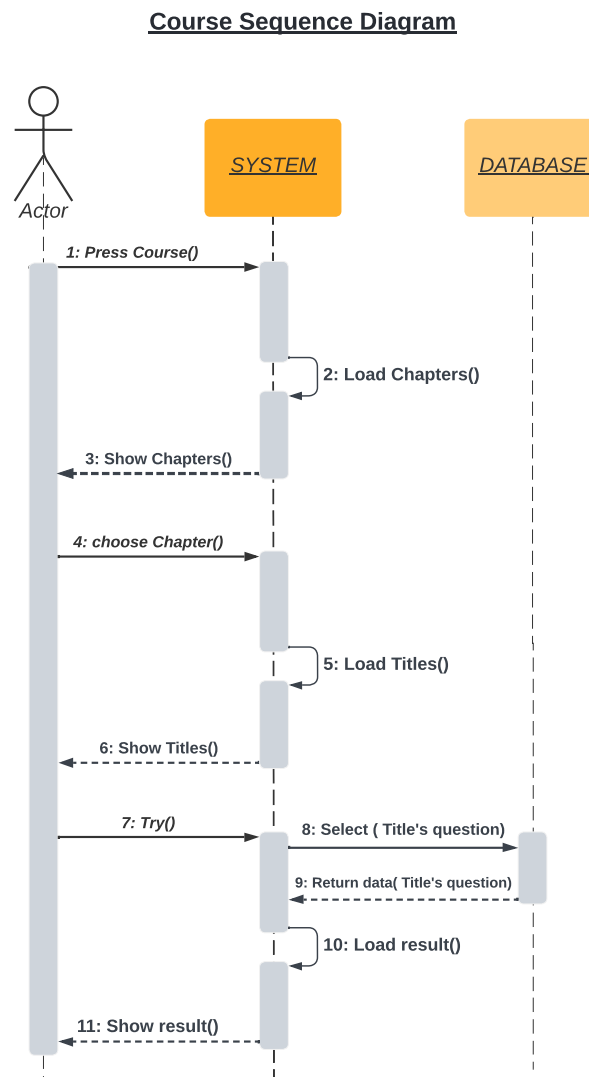 Course Sequence Diagram
SYSTEM
DATABASE
Actor
1: Press Course()
2: Load Chapters()
3: Show Chapters()
4: choose Chapter()
5: Load Titles()
6: Show Titles()
7: Try()
8: Select ( Title's question)
9: Return data( Title's question)
10: Load result()
11: Show result()